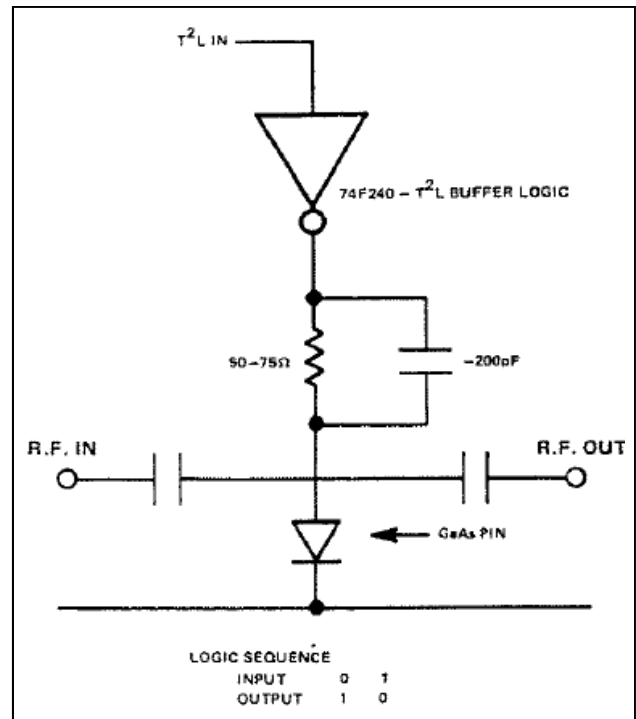 T²L IN
74F240 – T²L BUFFER LOGIC
50–75Ω
~200pF
R.F. IN
R.F. OUT
GaAs PIN
LOGIC SEQUENCE
INPUT 0 1
OUTPUT 1 0